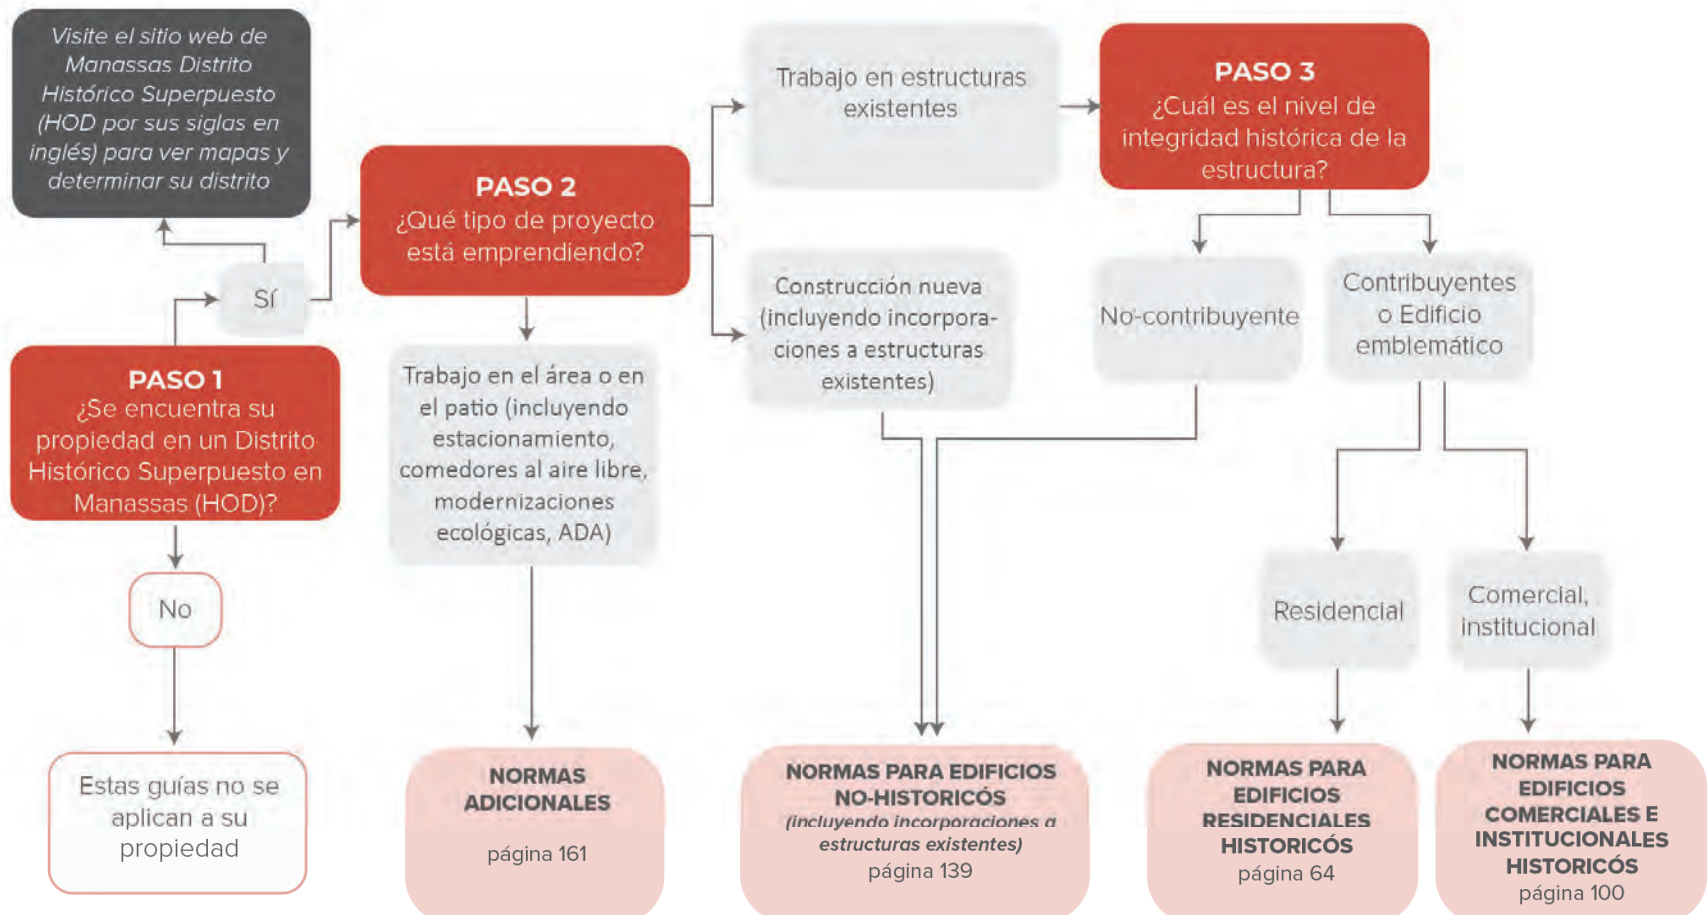 Visite el sitio web de
Manassas Distrito
Histórico Superpuesto
(HOD por sus siglas en
inglés) para ver mapas y
determinar su distrito
Sí
PASO 1
¿Se encuentra su
propiedad en un Distrito
Histórico Superpuesto en
Manassas (HOD)?
No
Estas guías no se
aplican a su
propiedad
PASO 2
¿Qué tipo de proyecto
está emprendiendo?
Trabajo en el área o en
el patio (incluyendo
estacionamiento,
comedores al aire libre,
modernizaciones
ecológicas, ADA)
NORMAS
ADICIONALES
página 161
Trabajo en estructuras
existentes
Construcción nueva
(incluyendo incorpora-
ciones a estructuras
existentes)
NORMAS PARA EDIFICIOS
NO-HISTORICÓS
(incluyendo incorporaciones a
estructuras existentes)
página 139
PASO 3
¿Cuál es el nivel de
integridad histórica de la
estructura?
No-contribuyente
Contribuyentes
o Edificio
emblemático
Residencial
Comercial,
institucional
NORMAS PARA
EDIFICIOS
RESIDENCIALES
HISTORICÓS
página 64
NORMAS PARA
EDIFICIOS
COMERCIALES E
INSTITUCIONALES
HISTORICÓS
página 100